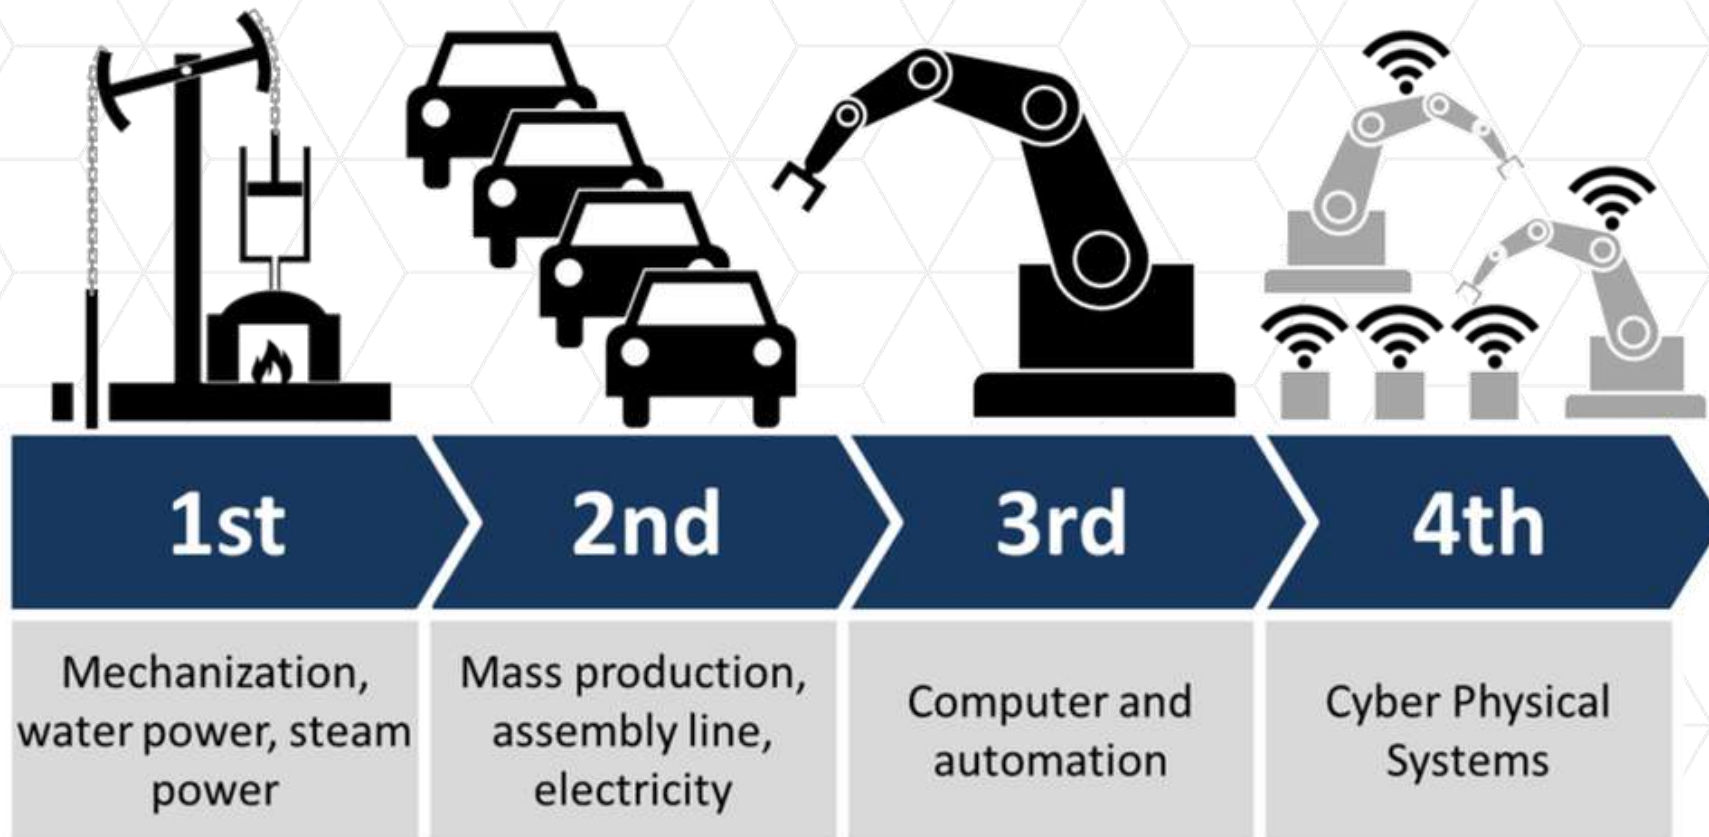 1st
2nd
3rd
4th
Mechanization,
water power, steam
power
Mass production,
assembly line,
electricity
Computer and
automation
Cyber Physical
Systems